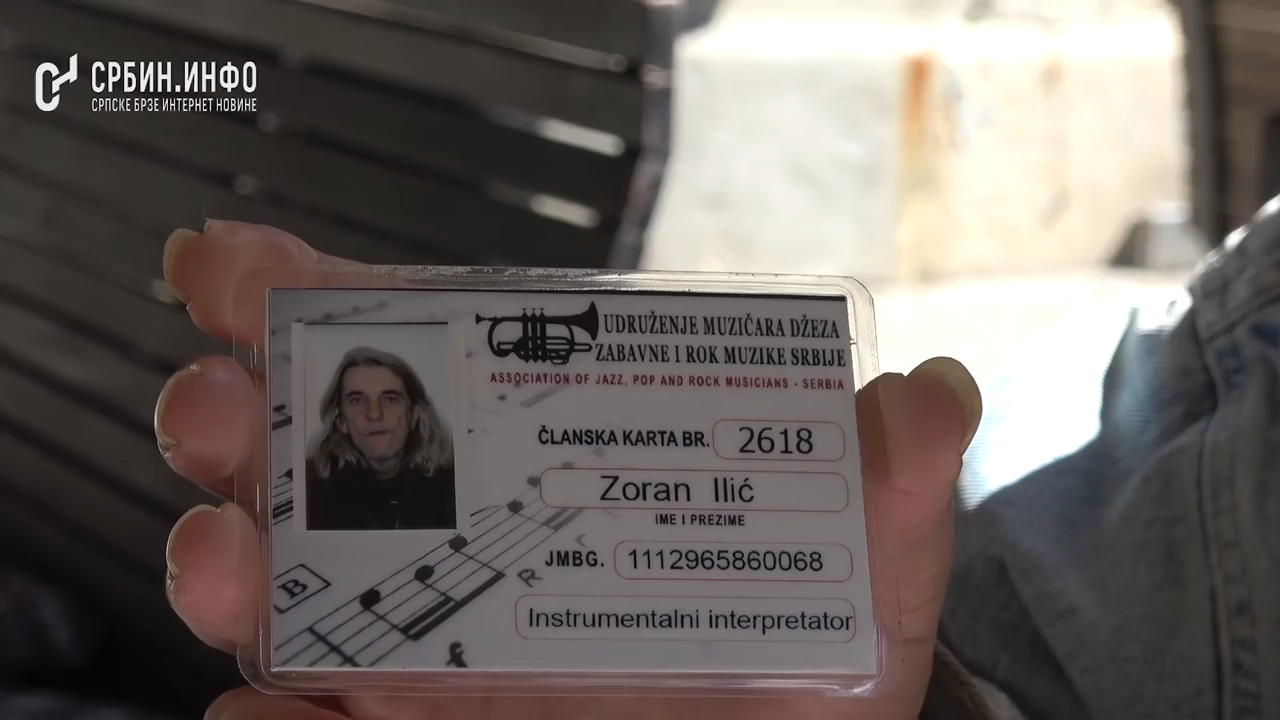 СРБИН.ИНФО
СРПСКЕ БРЗЕ ИНТЕРНЕТ НОВИНЕ
UDRUŽENJE MUZIČARA DŽEZA
ZABAVNE I ROK MUZIKE SRBIJE
ASSOCIATION OF JAZZ, POP AND ROCK MUSICIANS - SERBIA
ČLANSKA KARTA BR. 2618
Zoran Ilić
IME I PREZIME
JMBG. 1112965860068
Instrumentalni interpretator
B
R
f